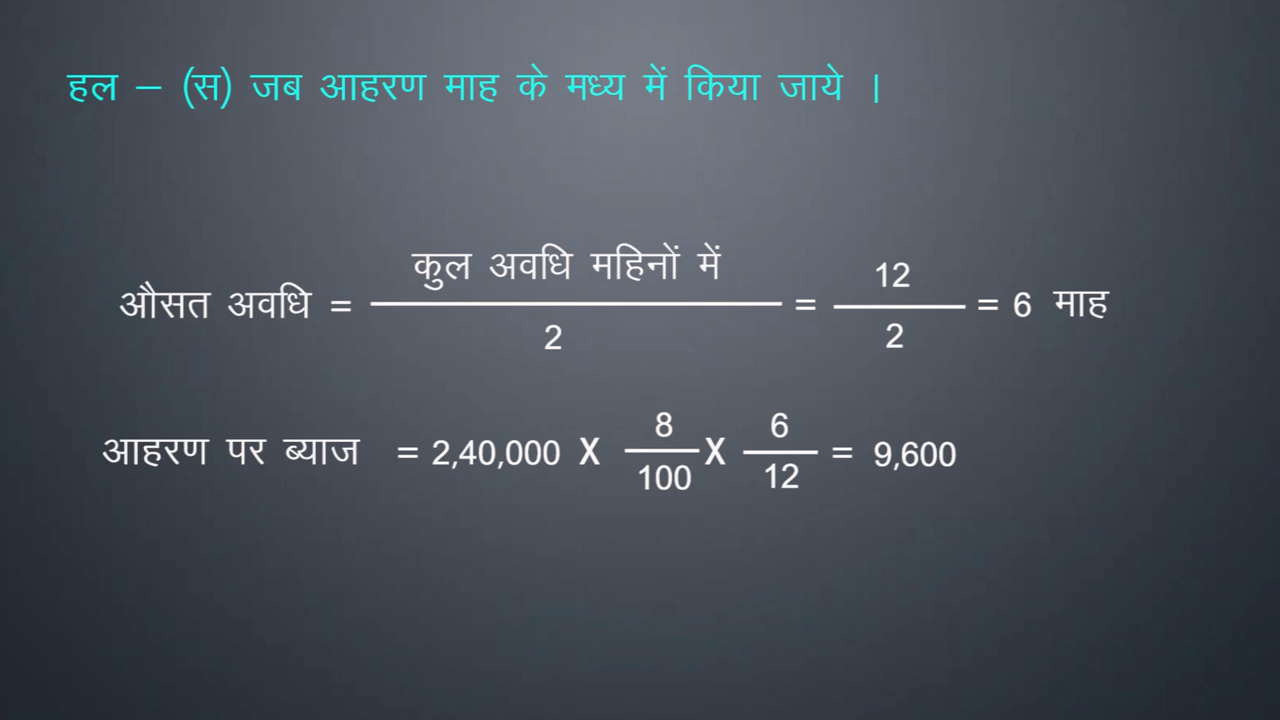 हल – (स) जब आहरण माह के मध्य में किया जाये ।
औसत अवधि = कुल अवधि महिनों में / 2 = 12 / 2 = 6 माह
आहरण पर ब्याज = 2,40,000 X 8 / 100 X 6 / 12 = 9,600